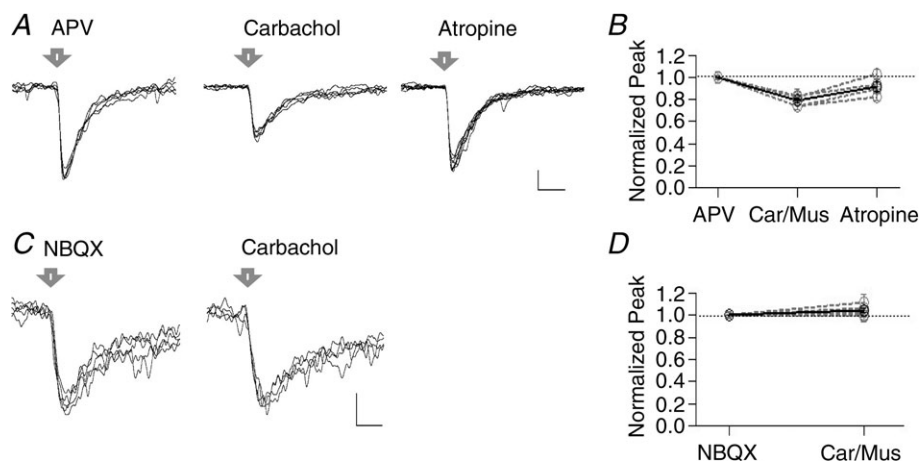 A APV Carbachol Atropine
B
Normalized Peak
1.2
1.0
0.8
0.6
0.4
0.2
0.0
APV Car/Mus Atropine
C NBQX Carbachol
D
Normalized Peak
1.2
1.0
0.8
0.6
0.4
0.2
0.0
NBQX Car/Mus